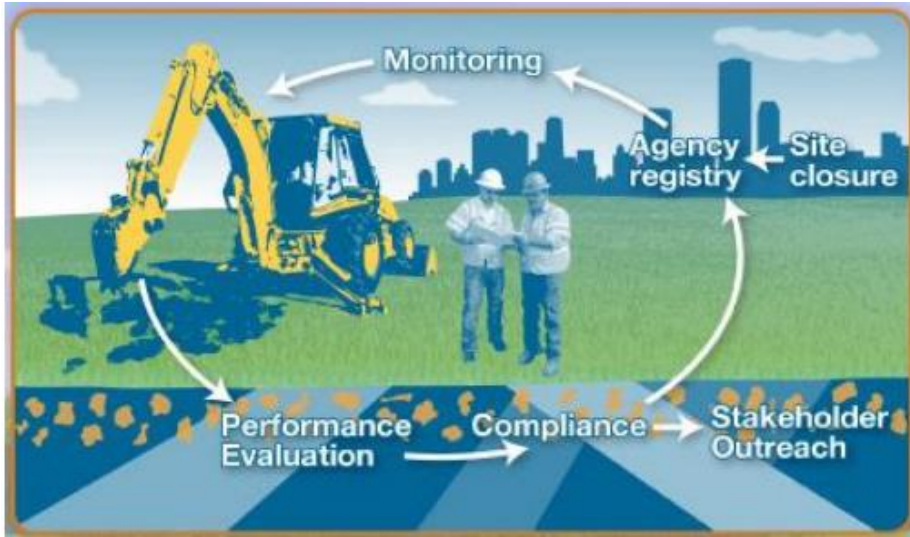 Monitoring
Agency
registry
Site
closure
Performance
Evaluation
Compliance
Stakeholder
Outreach